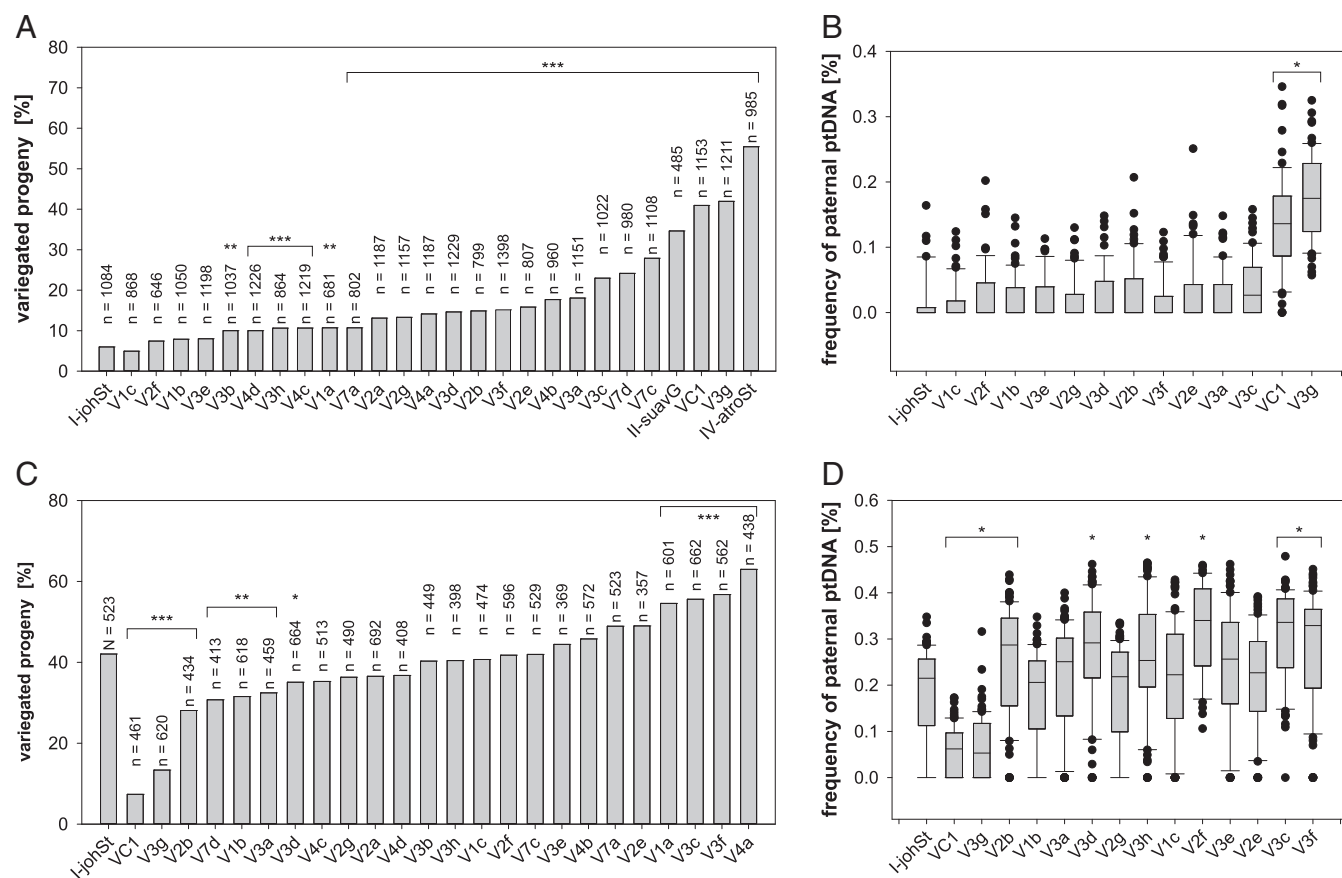 A
variegated progeny [%]
80
70
60
50
40
30
20
10
0
n = 1084
n = 868
n = 646
n = 1050
n = 1198
n = 1037
n = 1226
n = 864
n = 1219
n = 681
n = 802
n = 1187
n = 1157
n = 1187
n = 1229
n = 799
n = 1398
n = 807
n = 960
n = 1151
n = 1022
n = 980
n = 1108
n = 485
n = 1153
n = 1211
n = 985
**
***
**
***
I-johSt
V1c
V2f
V1b
V3e
V3b
V4d
V3h
V4c
V1a
V7a
V2a
V2g
V4a
V3d
V2b
V3f
V2e
V4b
V3a
V3c
V7d
V7c
II-suavG
VC1
V3g
IV-atroSt
B
frequency of paternal ptDNA [%]
0.4
0.3
0.2
0.1
0.0
*
I-johSt
V1c
V2f
V1b
V3e
V2g
V3d
V2b
V3f
V2e
V3a
V3c
VC1
V3g
C
variegated progeny [%]
80
60
40
20
0
N = 523
n = 461
n = 620
n = 434
n = 413
n = 618
n = 459
n = 664
n = 513
n = 490
n = 692
n = 408
n = 449
n = 398
n = 474
n = 596
n = 529
n = 369
n = 572
n = 523
n = 357
n = 601
n = 662
n = 562
n = 438
***
**
*
***
I-johSt
VC1
V3g
V2b
V7d
V1b
V3a
V3d
V4c
V2g
V2a
V4d
V3b
V3h
V1c
V2f
V7c
V3e
V4b
V7a
V2e
V1a
V3c
V3f
V4a
D
frequency of paternal ptDNA [%]
0.6
0.5
0.4
0.3
0.2
0.1
0.0
*
*
*
*
*
I-johSt
VC1
V3g
V2b
V1b
V3a
V3d
V2g
V3h
V1c
V2f
V3e
V2e
V3c
V3f